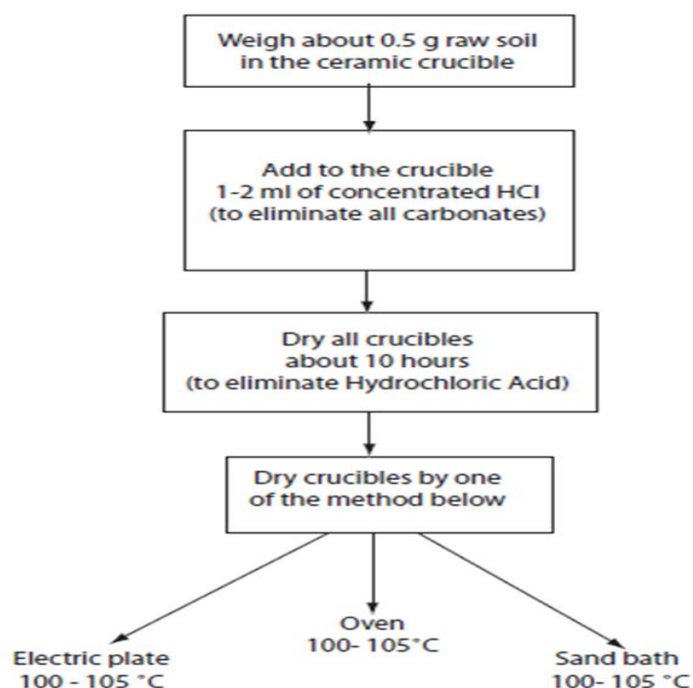 Weigh about 0.5 g raw soil
in the ceramic crucible
Add to the crucible
1-2 ml of concentrated HCl
(to eliminate all carbonates)
Dry all crucibles
about 10 hours
(to eliminate Hydrochloric Acid)
Dry crucibles by one
of the method below
Electric plate
100 - 105 °C
Oven
100- 105°C
Sand bath
100- 105°C